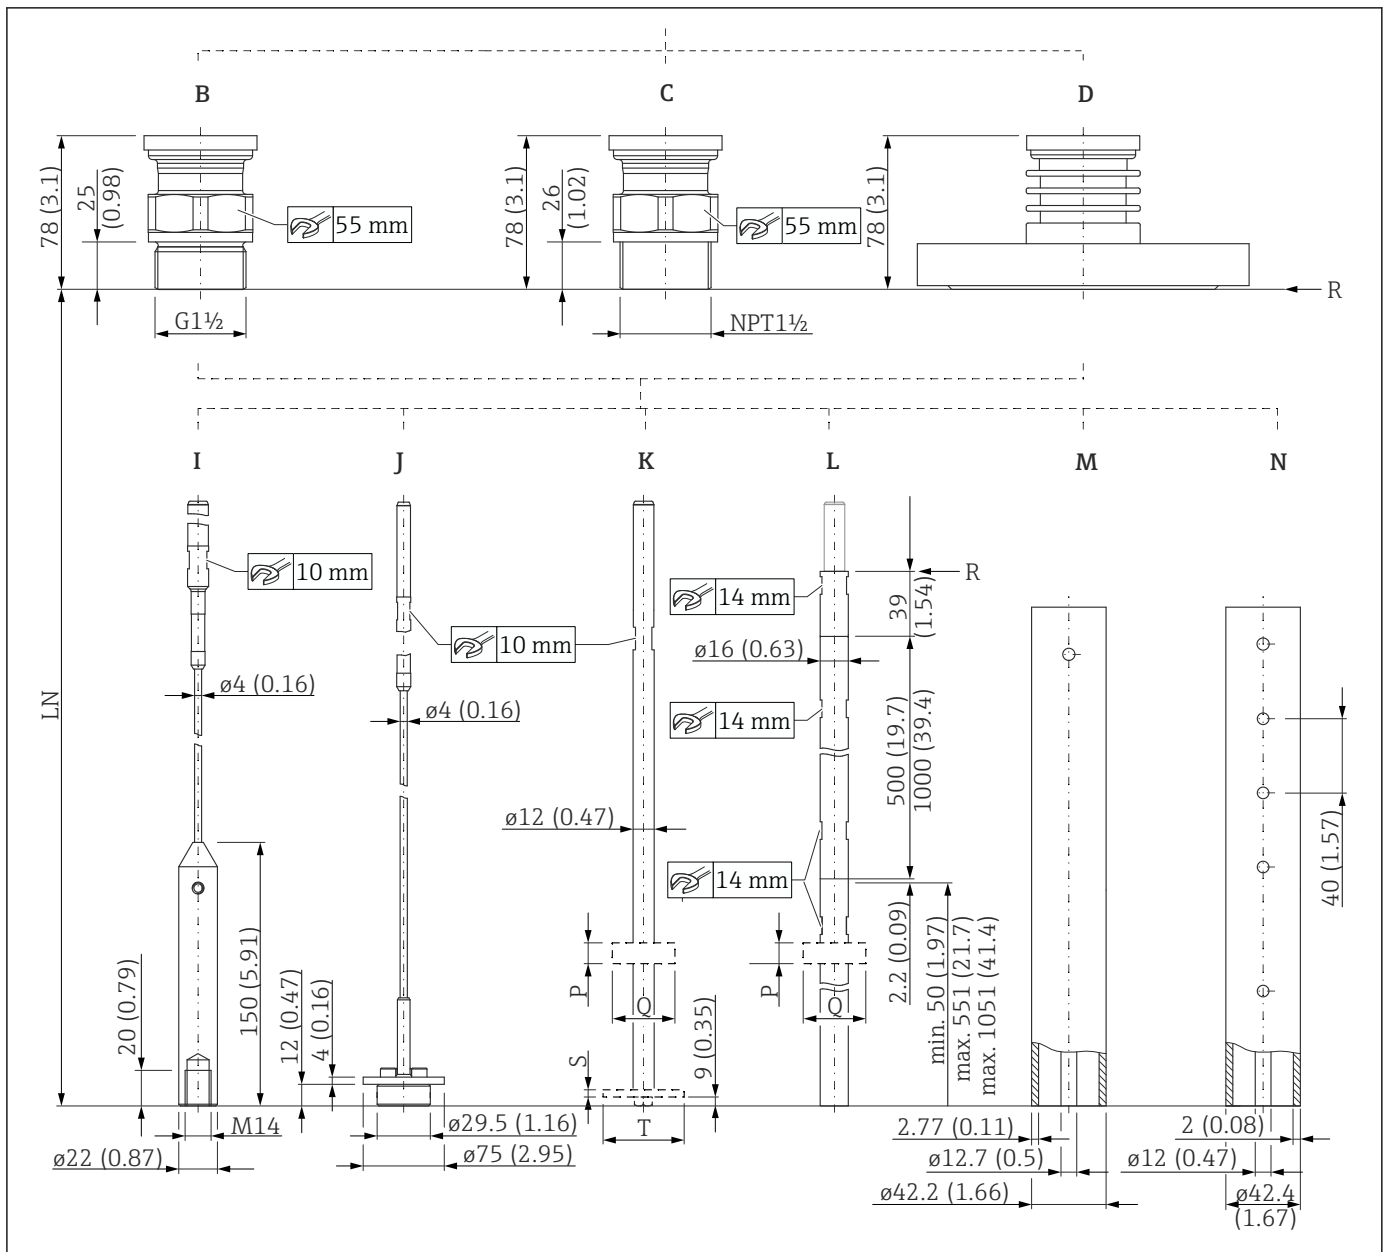 B
C
D
78 (3.1)
25
(0.98)
55 mm
G1½
78 (3.1)
26
(1.02)
55 mm
NPT1½
78 (3.1)
R
LN
I
J
K
L
M
N
10 mm
ø4 (0.16)
150 (5.91)
20 (0.79)
M14
ø22 (0.87)
10 mm
ø4 (0.16)
12 (0.47)
4 (0.16)
ø29.5 (1.16)
ø75 (2.95)
ø12 (0.47)
P
Q
S
T
9 (0.35)
14 mm
R
39
(1.54)
ø16 (0.63)
14 mm
500 (19.7)
1000 (39.4)
14 mm
P
Q
2.2 (0.09)
min. 50 (1.97)
max. 551 (21.7)
max. 1051 (41.4)
2.77 (0.11)
ø12.7 (0.5)
ø42.2 (1.66)
40 (1.57)
2 (0.08)
ø12 (0.47)
ø42.4
(1.67)